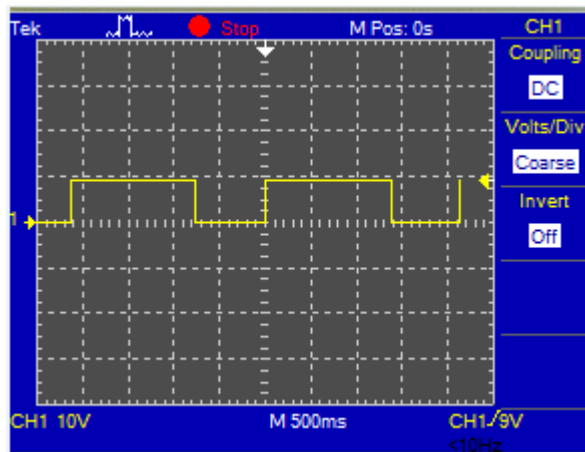 Tek Stop M Pos: 0s CH1
Coupling
DC
Volts/Div
Coarse
Invert
Off
1
CH1 10V M 500ms CH1/9V
<10Hz